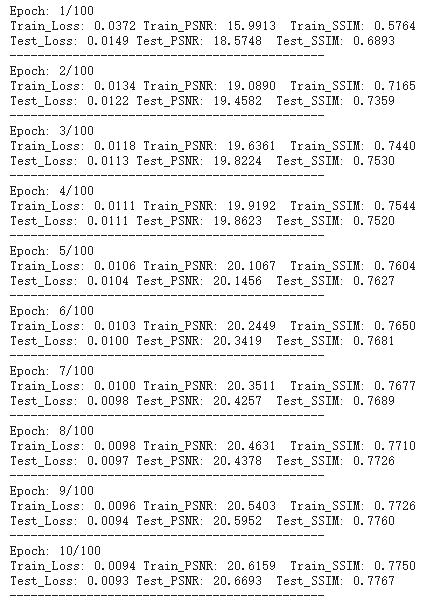 Epoch: 1/100
Train_Loss: 0.0372 Train_PSNR: 15.9913  Train_SSIM: 0.5764
Test_Loss: 0.0149 Test_PSNR: 18.5748  Test_SSIM: 0.6893
---------------------------------------------
Epoch: 2/100
Train_Loss: 0.0134 Train_PSNR: 19.0890  Train_SSIM: 0.7165
Test_Loss: 0.0122 Test_PSNR: 19.4582  Test_SSIM: 0.7359
---------------------------------------------
Epoch: 3/100
Train_Loss: 0.0118 Train_PSNR: 19.6361  Train_SSIM: 0.7440
Test_Loss: 0.0113 Test_PSNR: 19.8224  Test_SSIM: 0.7530
---------------------------------------------
Epoch: 4/100
Train_Loss: 0.0111 Train_PSNR: 19.9192  Train_SSIM: 0.7544
Test_Loss: 0.0111 Test_PSNR: 19.8623  Test_SSIM: 0.7520
---------------------------------------------
Epoch: 5/100
Train_Loss: 0.0106 Train_PSNR: 20.1067  Train_SSIM: 0.7604
Test_Loss: 0.0104 Test_PSNR: 20.1456  Test_SSIM: 0.7627
---------------------------------------------
Epoch: 6/100
Train_Loss: 0.0103 Train_PSNR: 20.2449  Train_SSIM: 0.7650
Test_Loss: 0.0100 Test_PSNR: 20.3419  Test_SSIM: 0.7681
---------------------------------------------
Epoch: 7/100
Train_Loss: 0.0100 Train_PSNR: 20.3511  Train_SSIM: 0.7677
Test_Loss: 0.0098 Test_PSNR: 20.4257  Test_SSIM: 0.7689
---------------------------------------------
Epoch: 8/100
Train_Loss: 0.0098 Train_PSNR: 20.4631  Train_SSIM: 0.7710
Test_Loss: 0.0097 Test_PSNR: 20.4378  Test_SSIM: 0.7726
---------------------------------------------
Epoch: 9/100
Train_Loss: 0.0096 Train_PSNR: 20.5403  Train_SSIM: 0.7726
Test_Loss: 0.0094 Test_PSNR: 20.5952  Test_SSIM: 0.7760
---------------------------------------------
Epoch: 10/100
Train_Loss: 0.0094 Train_PSNR: 20.6159  Train_SSIM: 0.7750
Test_Loss: 0.0093 Test_PSNR: 20.6693  Test_SSIM: 0.7767
---------------------------------------------